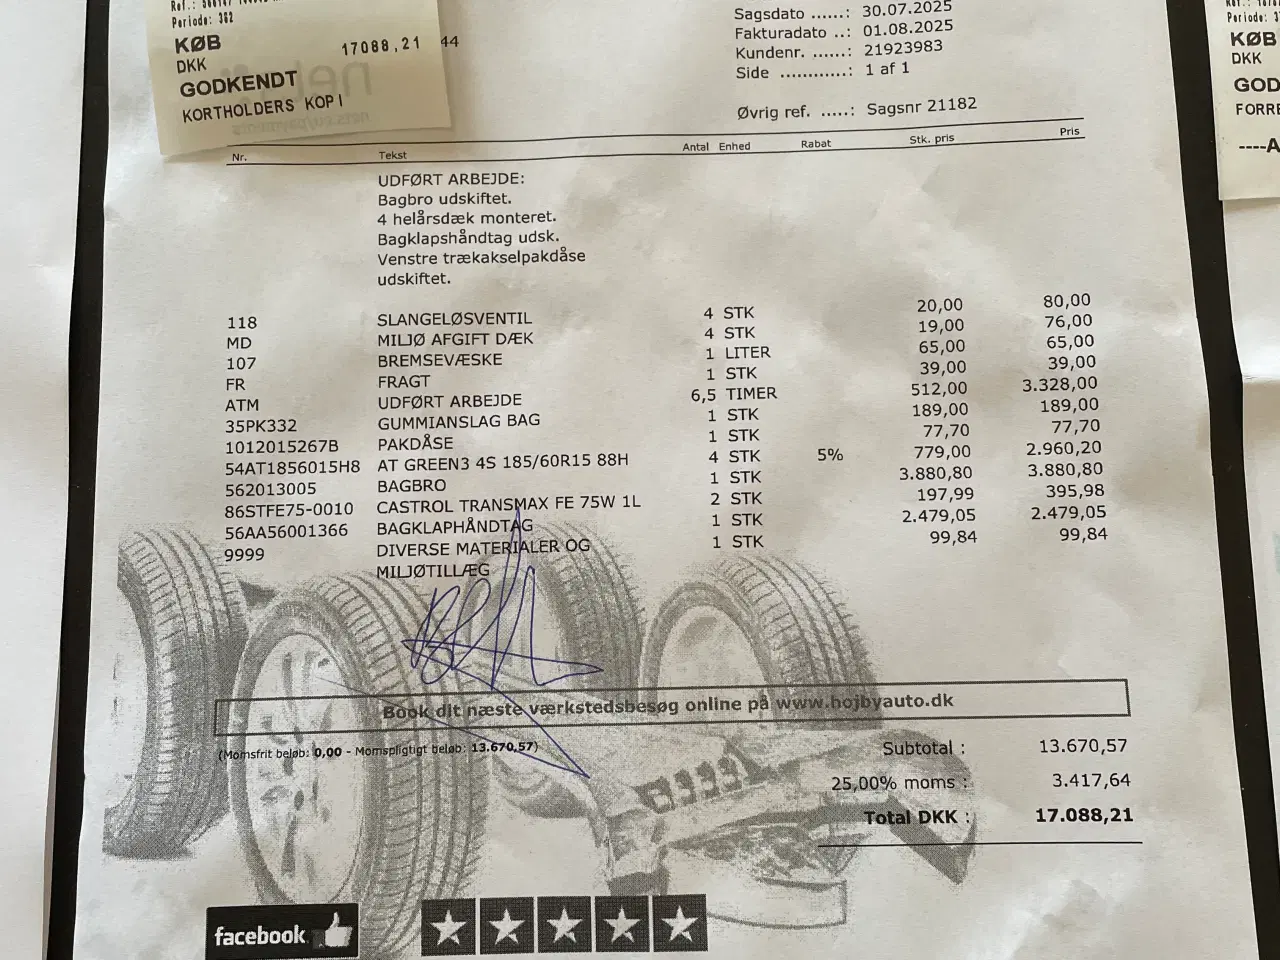 Periode: 382
KØB
DKK 17088,21
GODKENDT
KORTHOLDERS KOPI
44
Sagsdato ......: 30.07.2025
Fakturadato ..: 01.08.2025
Kundenr. ......: 21923983
Side ............: 1 af 1
Øvrig ref. .....: Sagsnr 21182
Nr. Tekst Antal Enhed Rabat Stk. pris Pris
UDFØRT ARBEJDE:
Bagbro udskiftet.
4 helårsdæk monteret.
Bagklapshåndtag udsk.
Venstre trækakselpakdåse
udskiftet.
118 SLANGELØSVENTIL 4 STK 20,00 80,00
MD MILJØ AFGIFT DÆK 4 STK 19,00 76,00
107 BREMSEVÆSKE 1 LITER 65,00 65,00
FR FRAGT 1 STK 39,00 39,00
ATM UDFØRT ARBEJDE 6,5 TIMER 512,00 3.328,00
35PK332 GUMMIANSLAG BAG 1 STK 189,00 189,00
1012015267B PAKDÅSE 1 STK 77,70 77,70
54AT1856015H8 AT GREEN3 4S 185/60R15 88H 4 STK 5% 779,00 2.960,20
562013005 BAGBRO 1 STK 3.880,80 3.880,80
86STFE75-0010 CASTROL TRANSMAX FE 75W 1L 2 STK 197,99 395,98
56AA56001366 BAGKLAPHÅNDTAG 1 STK 2.479,05 2.479,05
9999 DIVERSE MATERIALER OG 1 STK 99,84 99,84
MILJØTILLÆG
Book dit næste værkstedsbesøg online på www.hojbyauto.dk
(Momsfrit beløb: 0,00 - Momspligtigt beløb: 13.670,57)
Subtotal : 13.670,57
25,00% moms : 3.417,64
Total DKK : 17.088,21
facebook
KØB
DKK
GOD
FORRE
----A